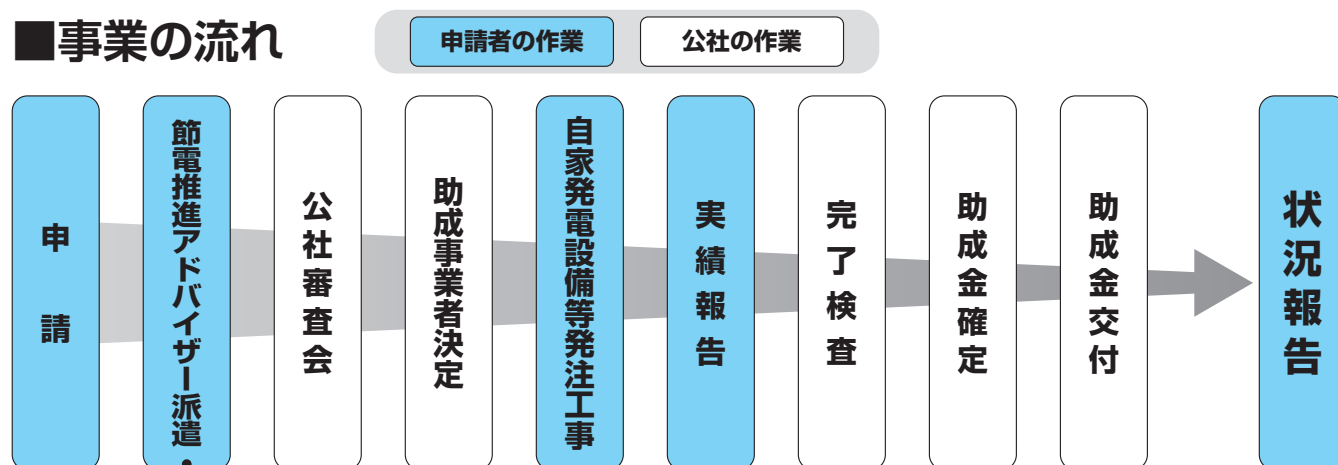 ■事業の流れ
申請者の作業
公社の作業
申請
節電推進アドバイザー派遣・
公社審査会
助成事業者決定
自家発電設備等発注工事
実績報告
完了検査
助成金確定
助成金交付
状況報告